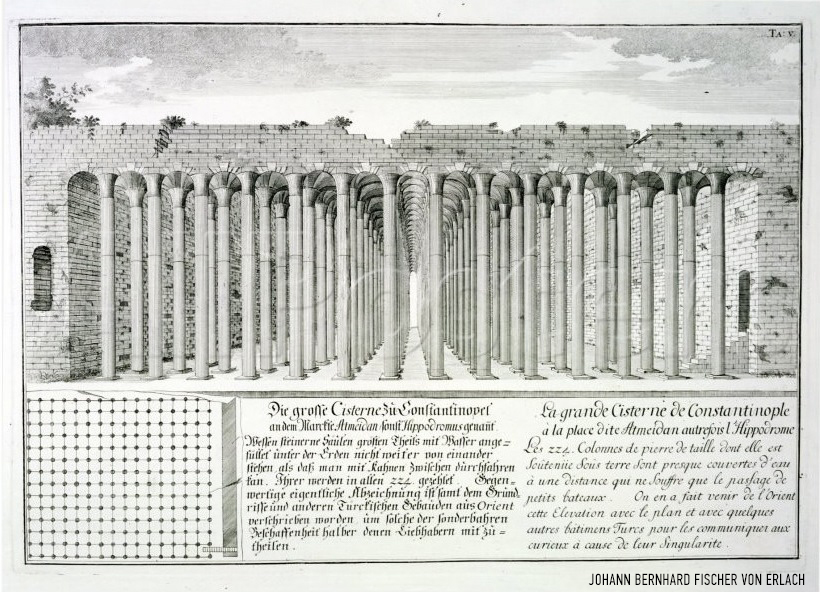 TA: V.
Die grosse Cisterne zu Constantinopel
an dem Marckte Atmeidan sonst Hippodromus genant
Wessen steinerne Säulen grösten Theils mit Wasser ange=
füllet unter der Erden nicht weiter von einander
stehen, als daß man mit Kahnen zwischen durchfahren
kan. Ihrer werden in allen 224. gezehlet. Gegen=
wertige eigentliche Abzeichnung ist samt dem Grund
risse und anderen Turckischen Gebäuden aus Orient
verschrieben worden, um solche der sonderbahren
Beschaffenheit halber denen Liebhabern mit zu=
theilen.
La grande Cisterne de Constantinople
à la place dite Atmeidan autrefois l'Hippodrome
Les 224. Colonnes de pierre de taille dont elle est
Soûtenüe Sous terre Sont presque couvertes d'eau
à une distance qui ne Souffre que le passage de
petits bateaux. On en a fait venir de l'Orient
cette Elevation avec le plan et avec quelques
autres bâtimens Turcs pour les communiquer aux
curieux à cause de leur Singularite.
JOHANN BERNHARD FISCHER VON ERLACH